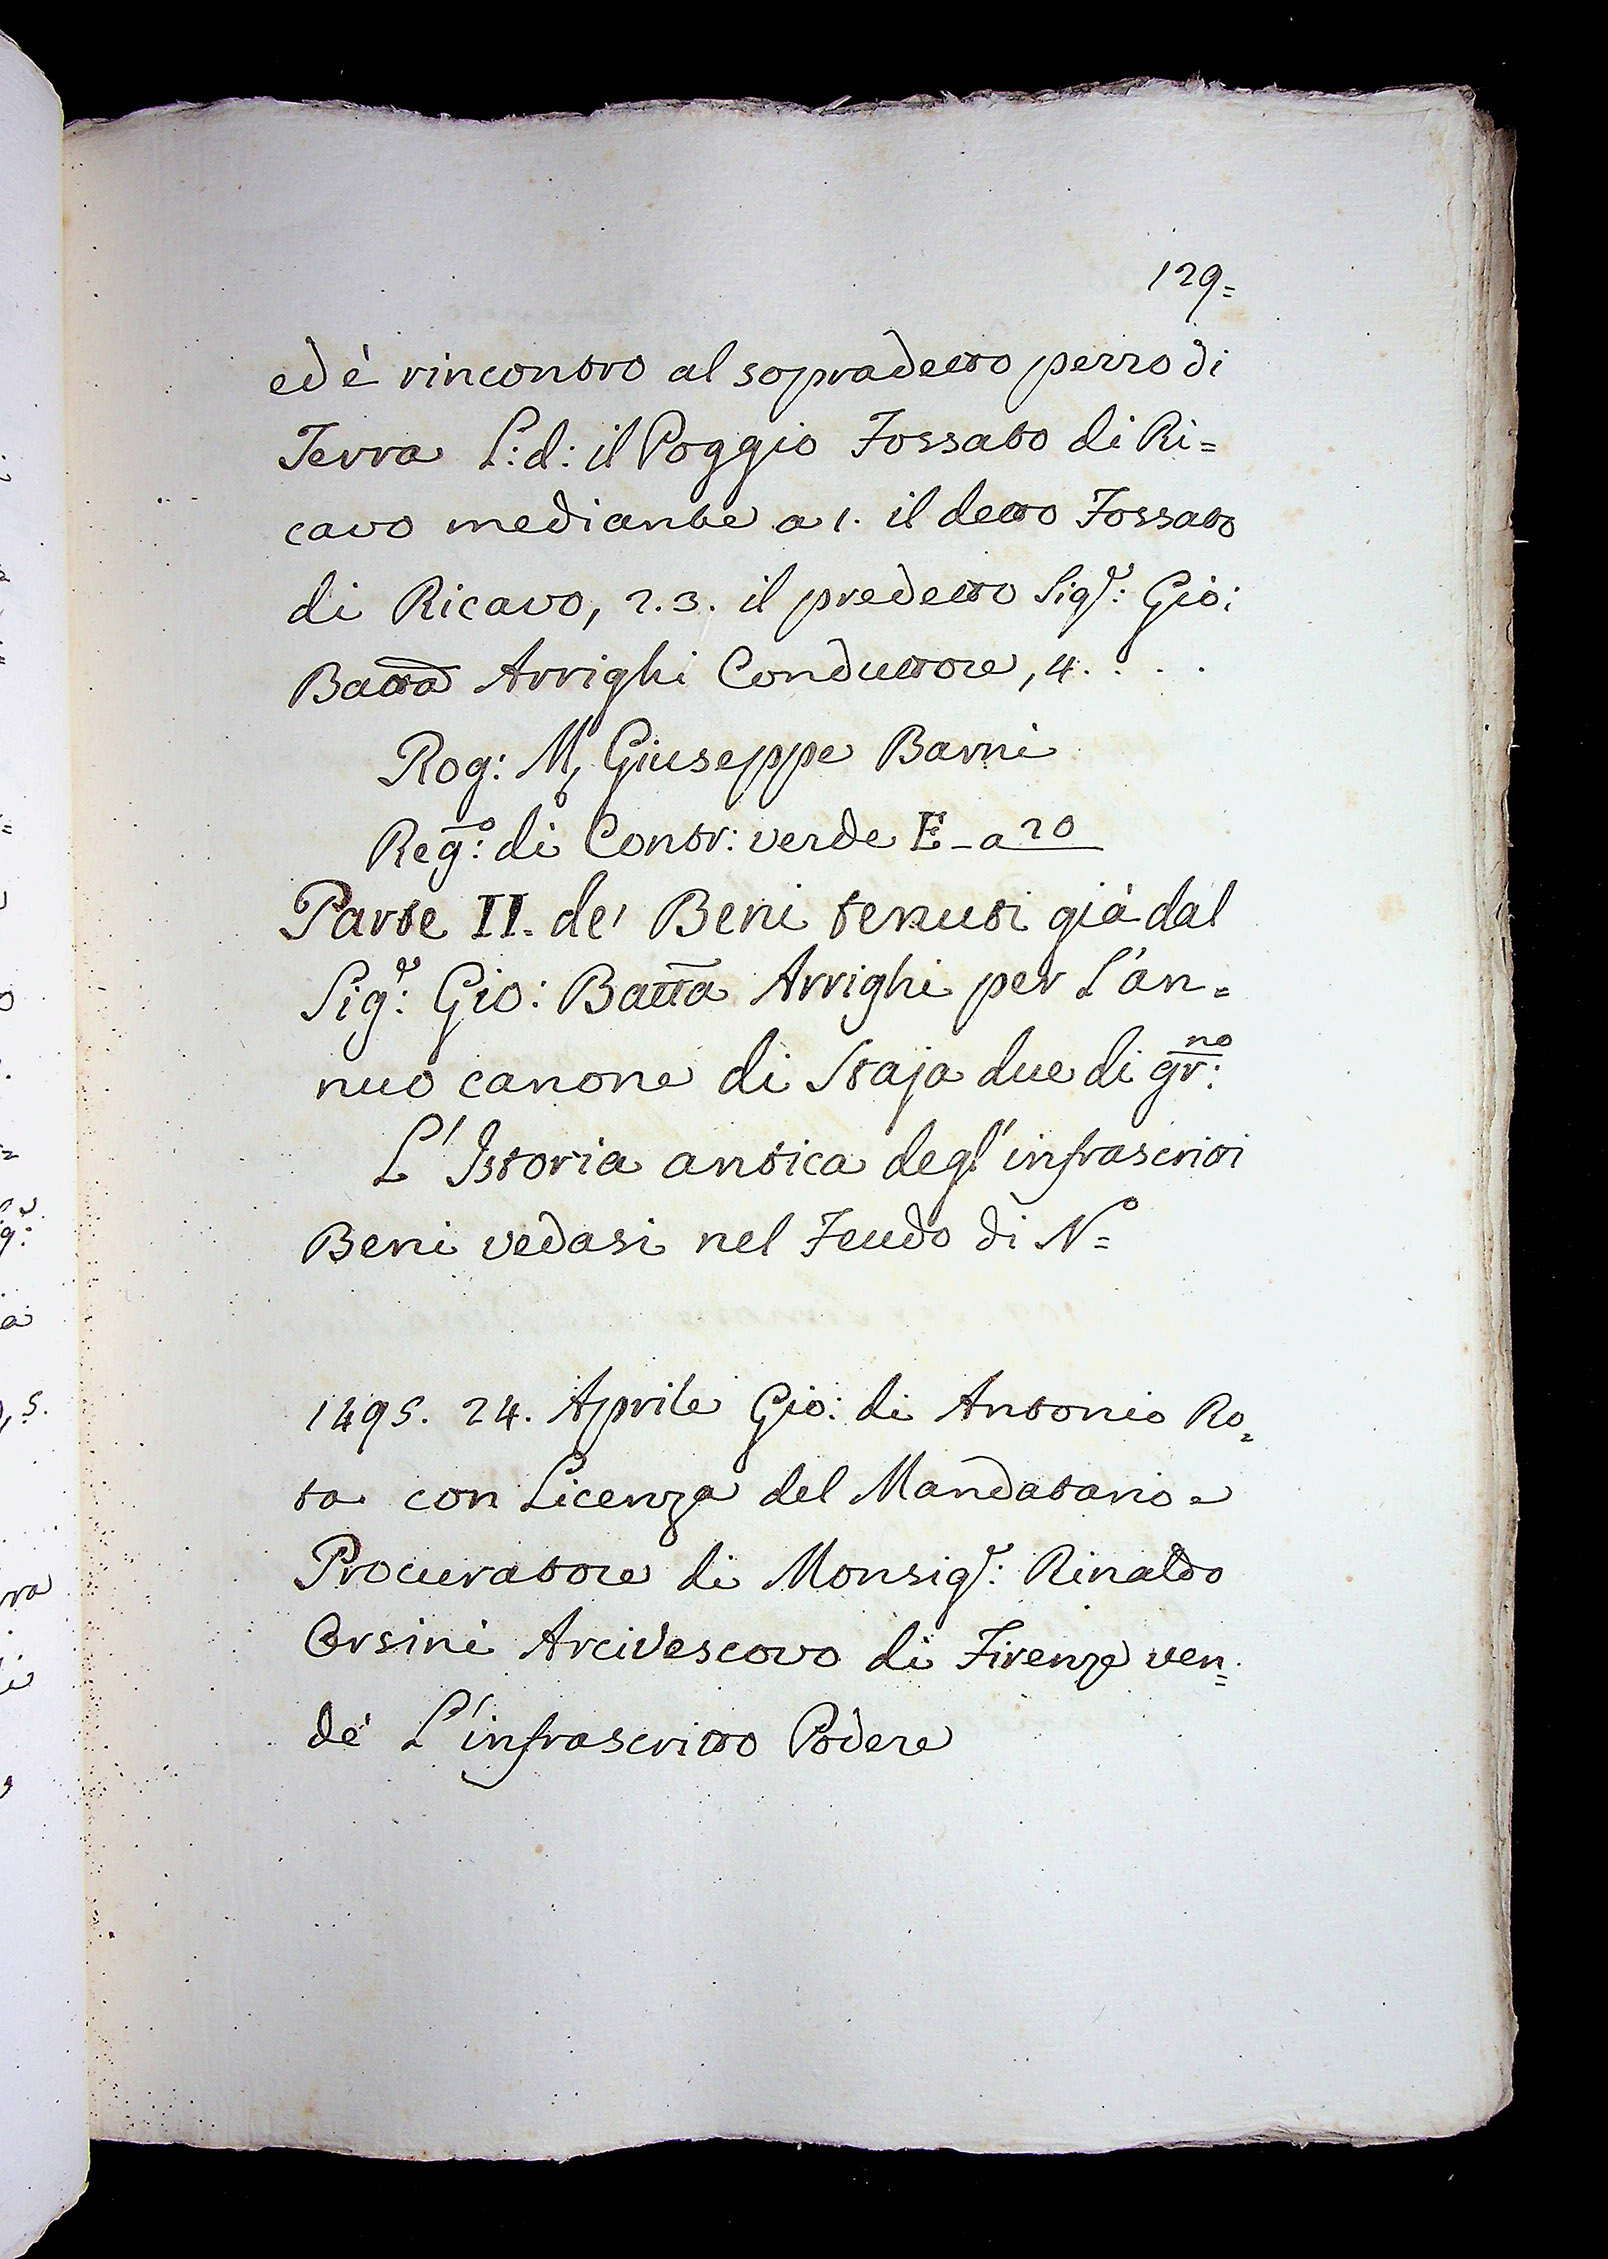 129=
ed è rincontro al sopradetto pezzo di
Terra L: d: il Poggio Fossato di Ri=
cavo mediante a 1. il detto Fossato
di Ricavo, 2. 3. il predetto Sig.r: Gio:
Batta Arrighi Conduttore, 4. . . .
Rog: M, Giuseppe Barni
Reg.o: di Contr: verde E - a 20
Parte II. de' Beni tenuti già dal
Sig.e: Gio: Batta Arrighi per L'an=
nuo canone di Staja due di gr.no:
L' Istoria antica degl' infrascritti
Beni vedasi nel Feudo di N.o=
1495. 24. Aprile Gio: di Antonio Ro=
ta con Licenza del Mandatario e
Procuratore di Monsig.r: Rinaldo
Orsini Arcivescovo di Firenze ven=
dé L'infrascritto Podere